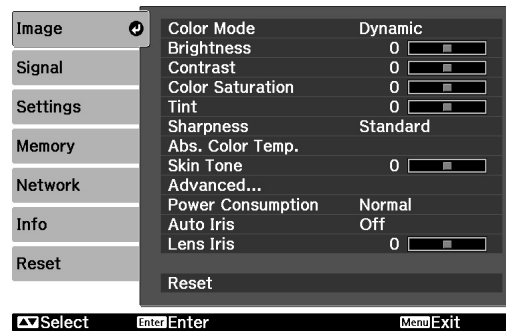 Image
Signal
Settings
Memory
Network
Info
Reset
Color Mode Dynamic
Brightness 0
Contrast 0
Color Saturation 0
Tint 0
Sharpness Standard
Abs. Color Temp.
Skin Tone 0
Advanced...
Power Consumption Normal
Auto Iris Off
Lens Iris 0
Reset
Select Enter Enter Menu Exit